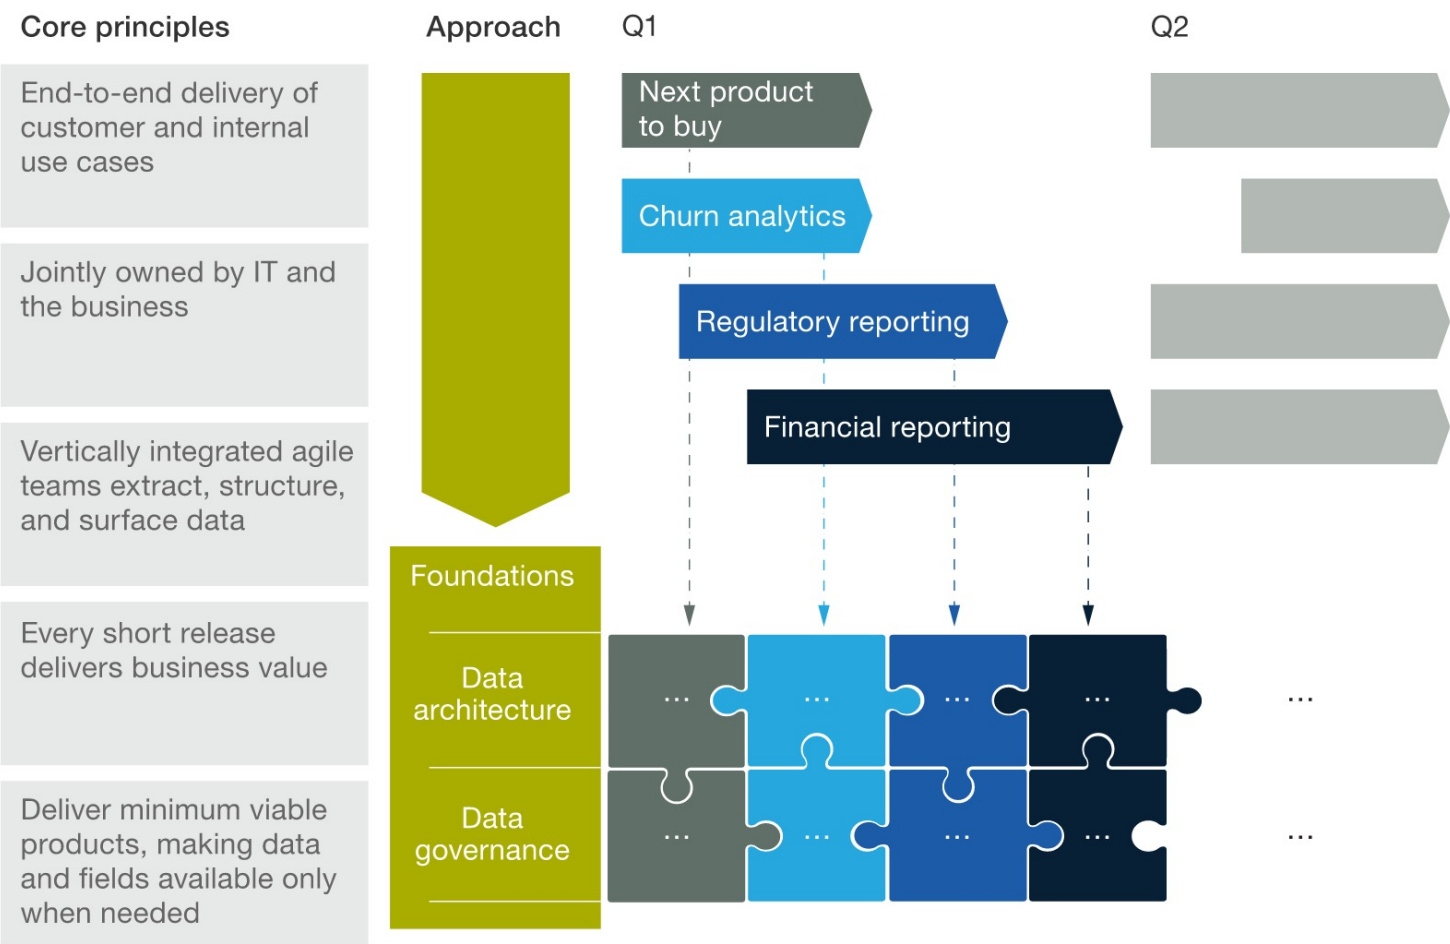 Core principles
Approach
Q1
Q2
End-to-end delivery of
customer and internal
use cases
Jointly owned by IT and
the business
Vertically integrated agile
teams extract, structure,
and surface data
Every short release
delivers business value
Deliver minimum viable
products, making data
and fields available only
when needed
Next product
to buy
Churn analytics
Regulatory reporting
Financial reporting
Foundations
Data
architecture
... ... ... ... ...
Data
governance
... ... ... ... ...